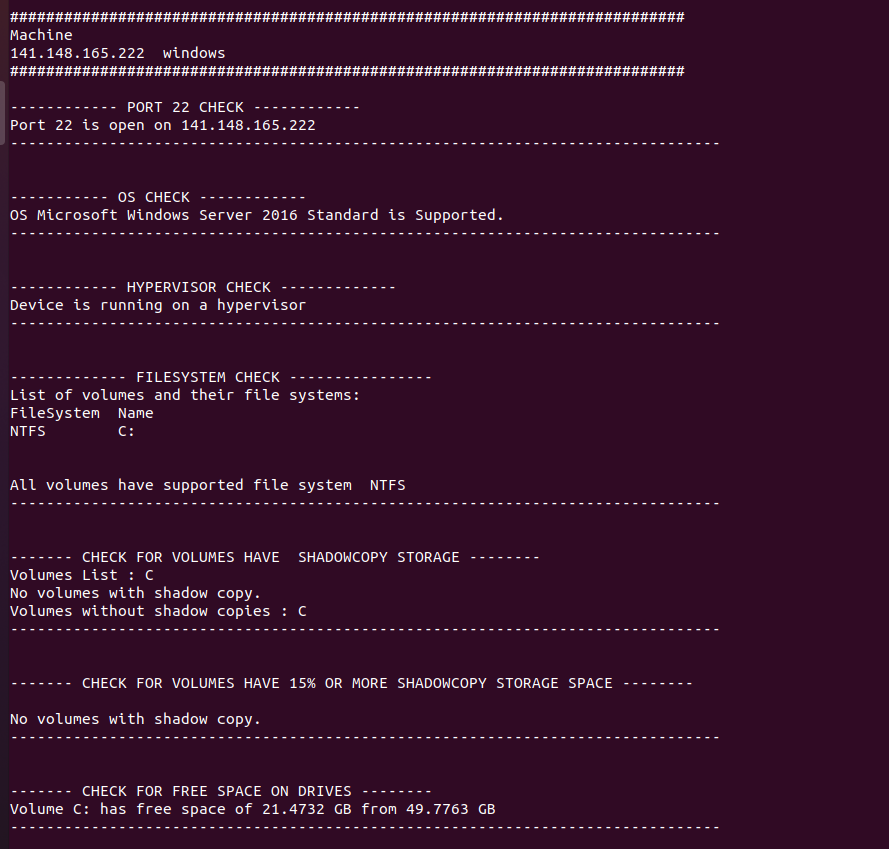 ###########################################################################
Machine
141.148.165.222  windows
###########################################################################
------------ PORT 22 CHECK ------------
Port 22 is open on 141.148.165.222
-------------------------------------------------------------------------------
----------- OS CHECK ------------
OS Microsoft Windows Server 2016 Standard is Supported.
-------------------------------------------------------------------------------
------------ HYPERVISOR CHECK -------------
Device is running on a hypervisor
-------------------------------------------------------------------------------
------------- FILESYSTEM CHECK ----------------
List of volumes and their file systems:
FileSystem  Name
NTFS        C:
All volumes have supported file system  NTFS
-------------------------------------------------------------------------------
------- CHECK FOR VOLUMES HAVE  SHADOWCOPY STORAGE --------
Volumes List : C
No volumes with shadow copy.
Volumes without shadow copies : C
-------------------------------------------------------------------------------
------- CHECK FOR VOLUMES HAVE 15% OR MORE SHADOWCOPY STORAGE SPACE --------
No volumes with shadow copy.
-------------------------------------------------------------------------------
------- CHECK FOR FREE SPACE ON DRIVES --------
Volume C: has free space of 21.4732 GB from 49.7763 GB
-------------------------------------------------------------------------------